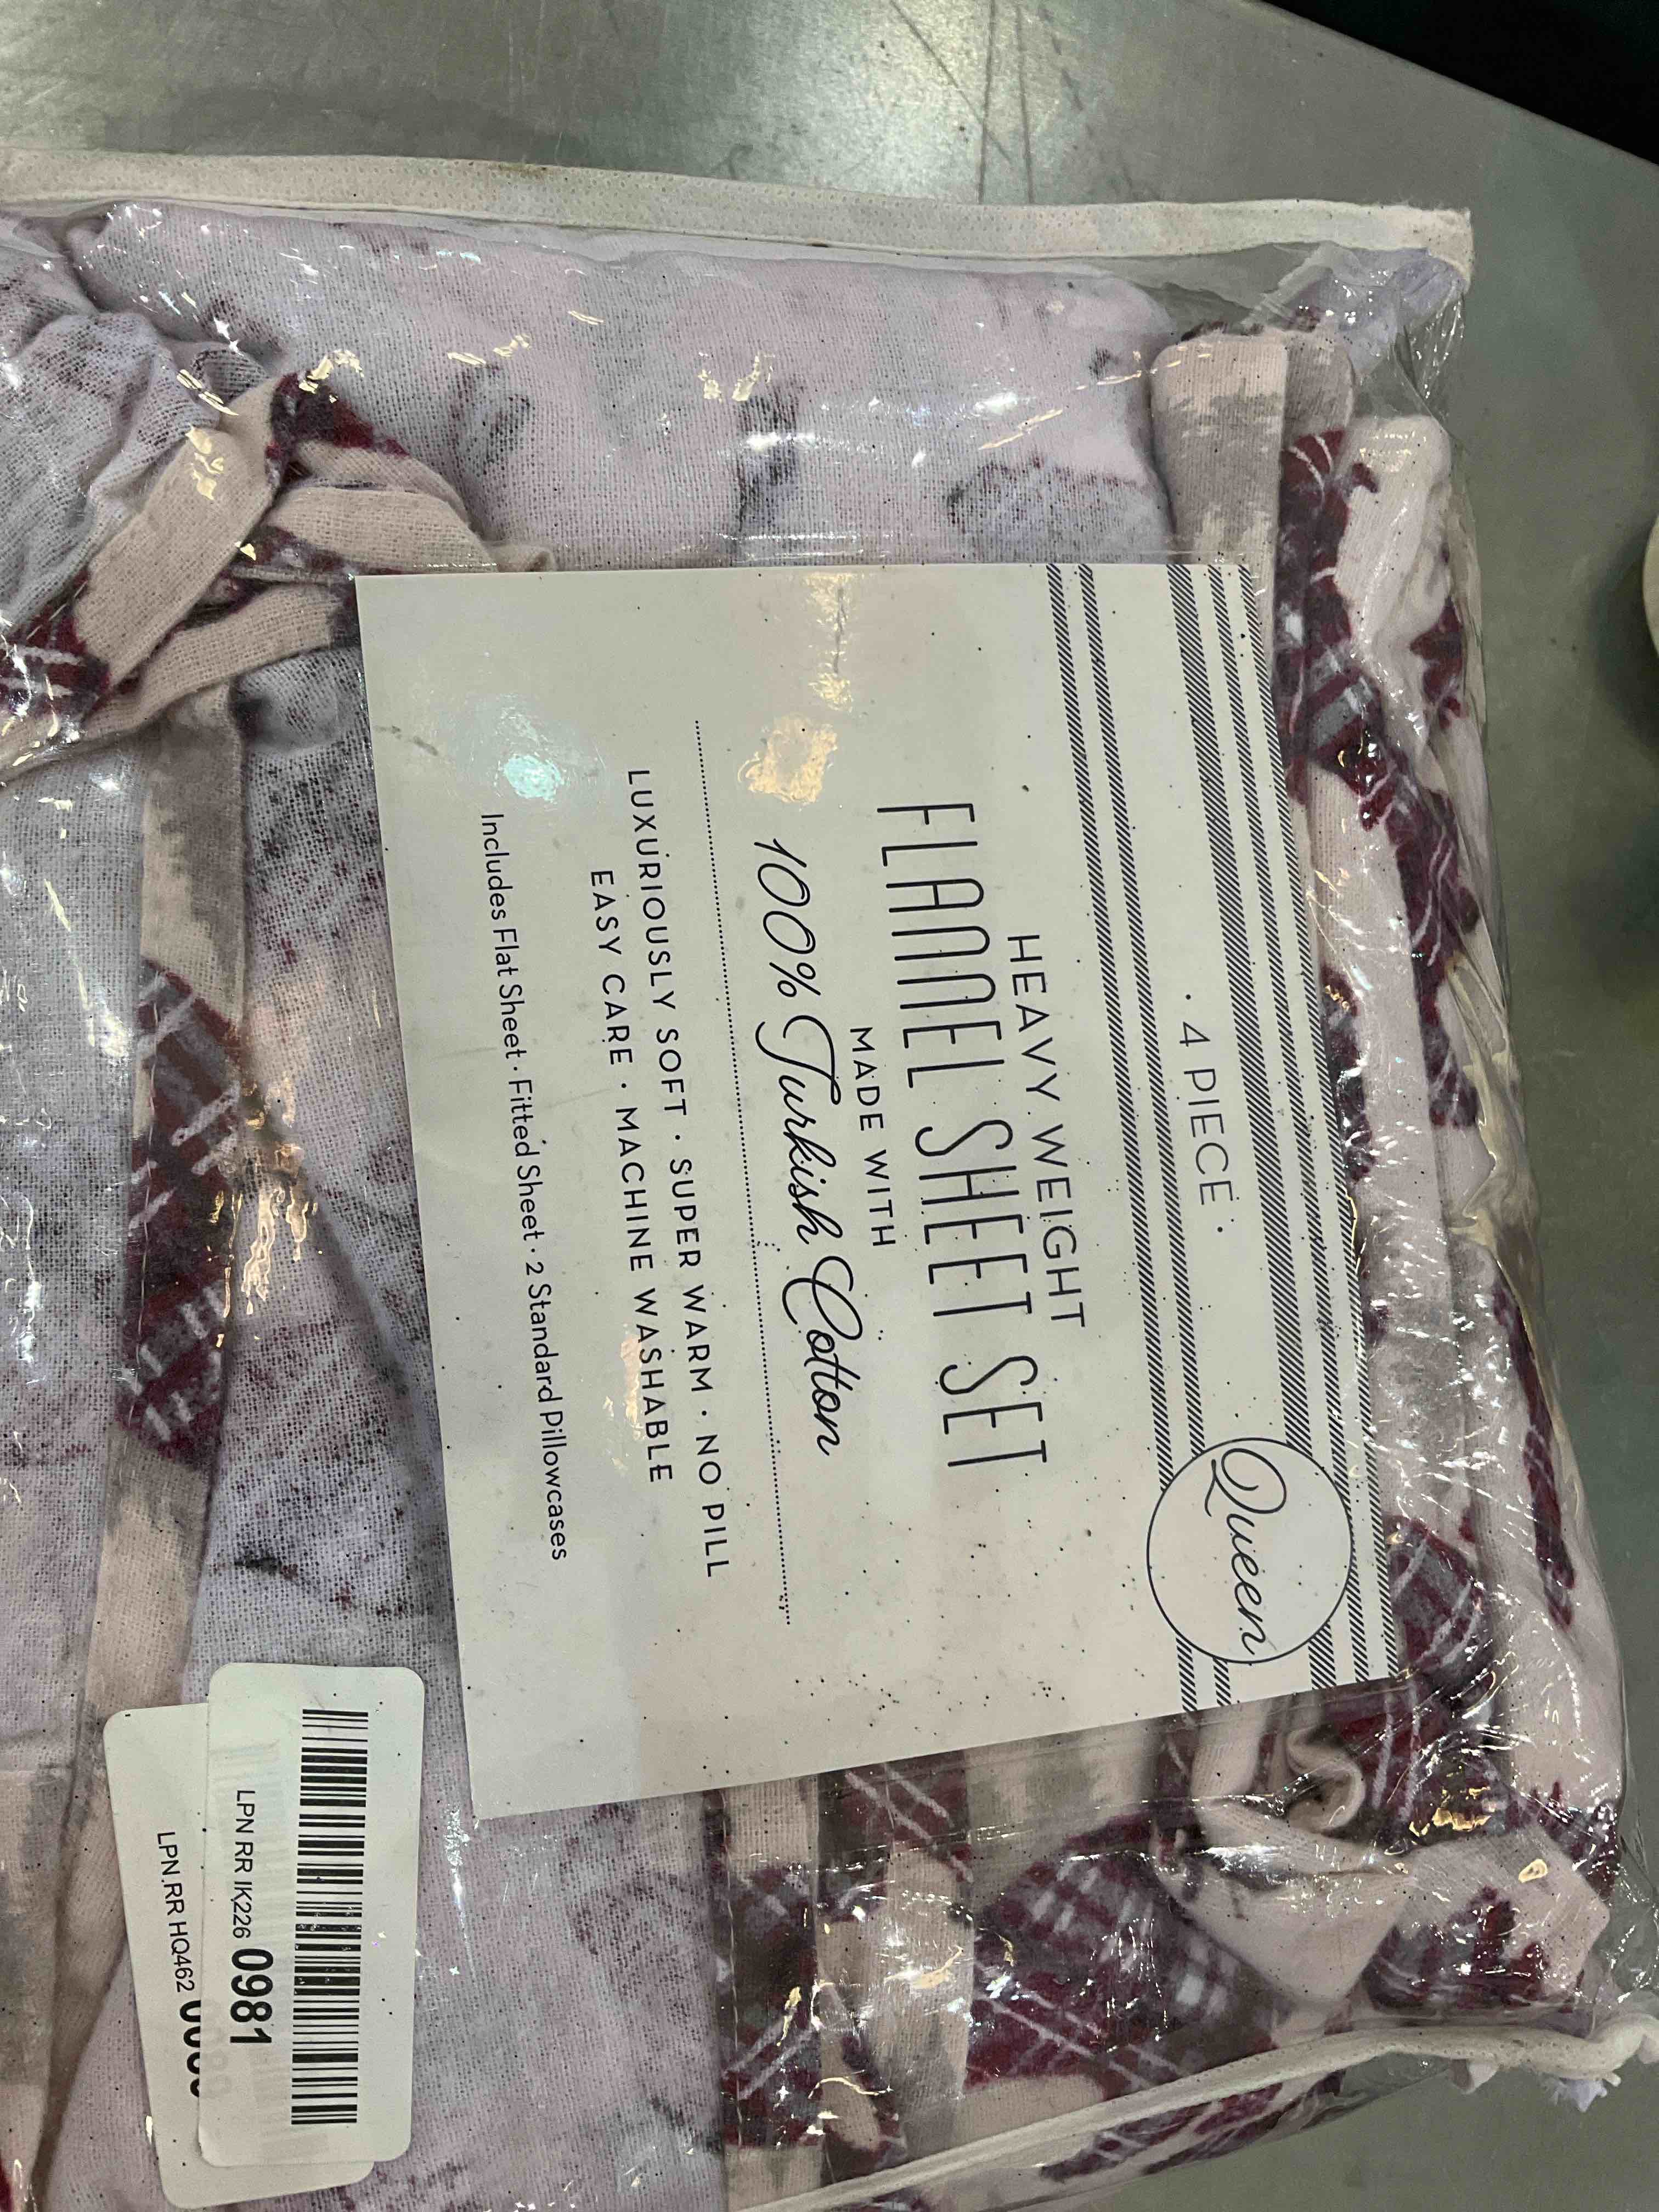 · 4 PIECE ·
Queen
HEAVY WEIGHT
FLANNEL SHEET SET
MADE WITH
100% Turkish Cotton
LUXURIOUSLY SOFT · SUPER WARM · NO PILL
EASY CARE · MACHINE WASHABLE
Includes Flat Sheet · Fitted Sheet · 2 Standard Pillowcases
LPN RR IK226 0981
LPN.RR HQ462